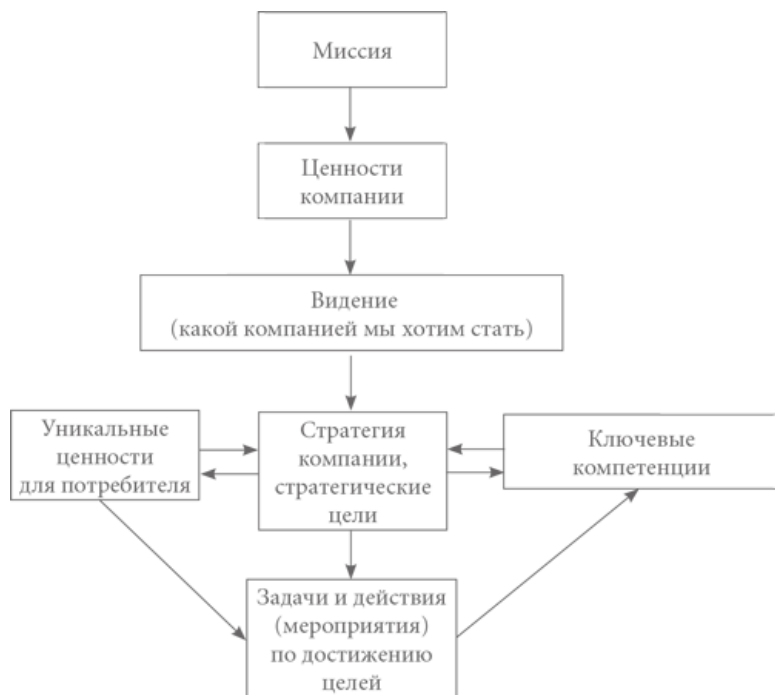 Миссия
Ценности
компании
Видение
(какой компанией мы хотим стать)
Уникальные
ценности
для потребителя
Стратегия
компании,
стратегические
цели
Ключевые
компетенции
Задачи и действия
(мероприятия)
по достижению
целей